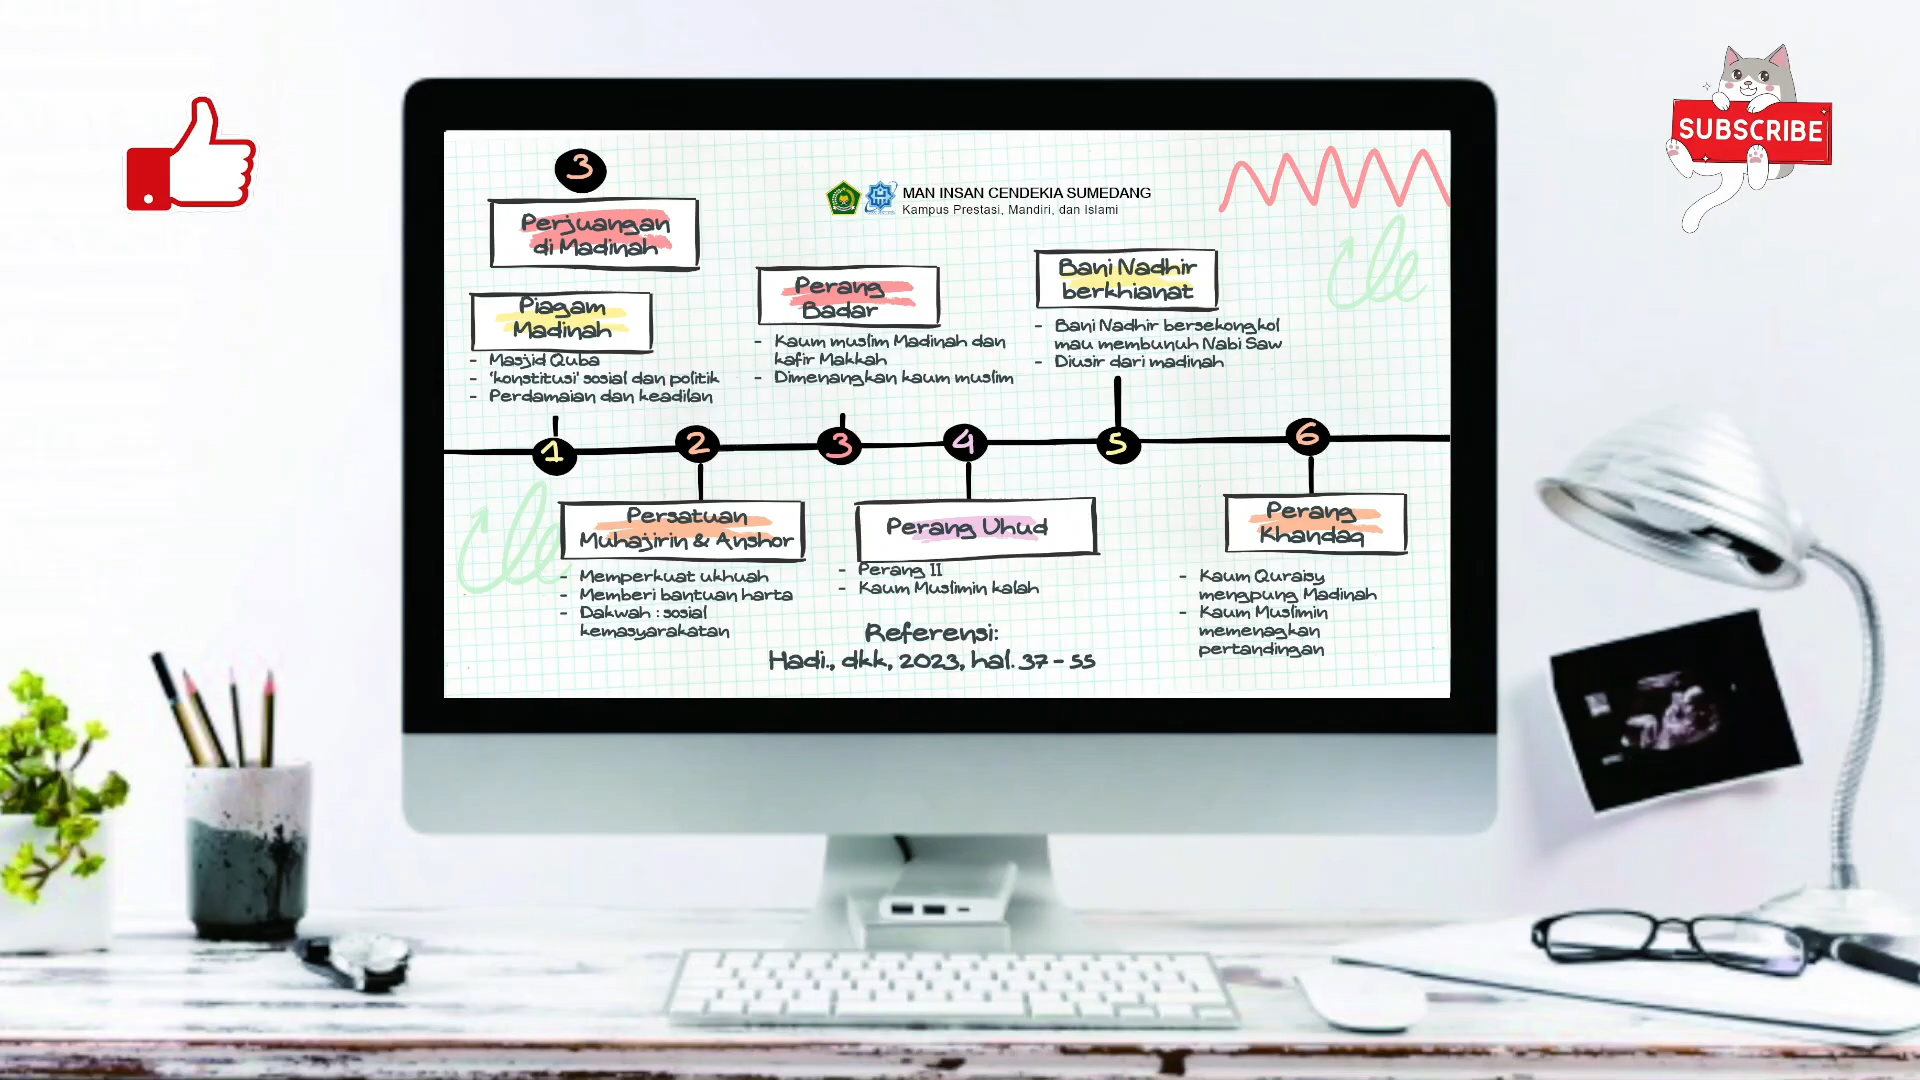 3
Perjuangan
di Madinah
MAN INSAN CENDEKIA SUMEDANG
Kampus Prestasi, Mandiri, dan Islami
SUBSCRIBE
Piagam
Madinah
- Masjid Quba
- 'konstitusi' sosial dan politik
- Perdamaian dan keadilan
Perang
Badar
- Kaum muslim Madinah dan
kafir Makkah
- Dimenangkan kaum muslim
Bani Nadhir
berkhianat
- Bani Nadhir bersekongkol
mau membunuh Nabi Saw
- Diusir dari madinah
Cle
1
2
3
4
5
6
Cle
Persatuan
Muhajirin & Anshor
- Memperkuat ukhuah
- Memberi bantuan harta
- Dakwah : sosial
kemasyarakatan
Perang Uhud
- Perang II
- Kaum Muslimin kalah
Perang
Khandaq
- Kaum Quraisy
mengpung Madinah
- Kaum Muslimin
memenagkan
pertandingan
Referensi:
Hadi., dkk, 2023, hal. 37 - 55